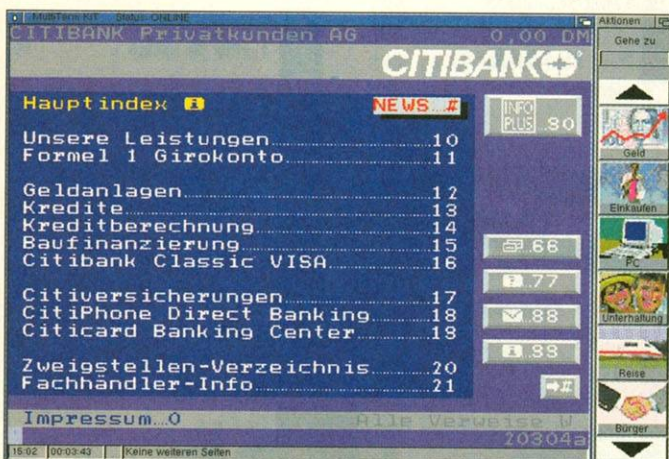 MultiTerm KIT Status: ONLINE
CITIBANK Privatkunden AG 0,00 DM
CITIBANK
Hauptindex i NEWS..#
INFO PLUS ..80
Unsere Leistungen 10
Formel 1 Girokonto 11
Geldanlagen 12
Kredite 13
Kreditberechnung 14
Baufinanzierung 15
Citibank Classic VISA 16
Citiversicherungen 17
CitiPhone Direct Banking 18
Citicard Banking Center 19
Zweigstellen-Verzeichnis 20
Fachhändler-Info 21
..66
? ..77
..88
i ..99
➡#
Impressum..0 Alle Verweise W
20304a
15:02 00:03:43 Keine weiteren Seiten
Aktionen
Gehe zu
Geld
Einkaufen
PC
Unterhaltung
Reise
Bürger